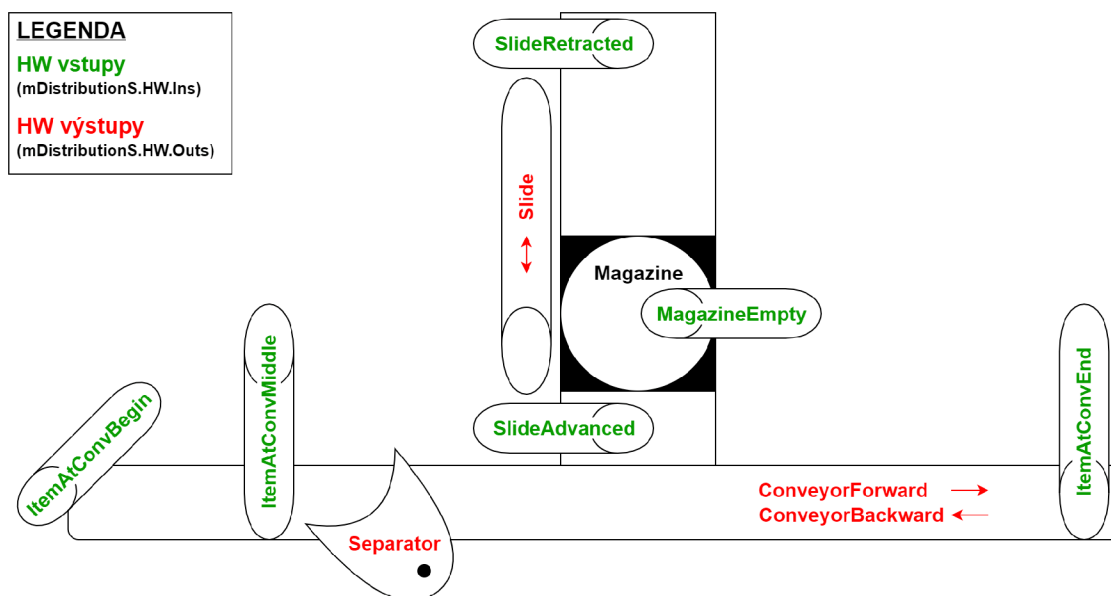 LEGENDA
HW vstupy
(mDistributionS.HW.Ins)
HW výstupy
(mDistributionS.HW.Outs)
SlideRetracted
Slide
Magazine
MagazineEmpty
SlideAdvanced
ItemAtConvBegin
ItemAtConvMiddle
Separator
ConveyorForward
ConveyorBackward
ItemAtConvEnd